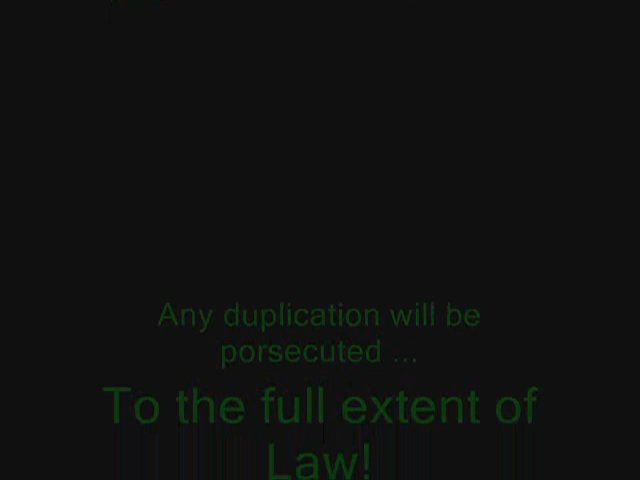 Any duplication will be
porsecuted ...
To the full extent of
Law!